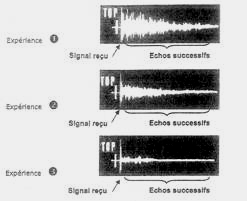 TOP
Expérience 1
Signal reçu Echos successifs
TOP
Expérience 2
Signal reçu Echos successifs
TOP
Expérience 3
Signal reçu Echos successifs